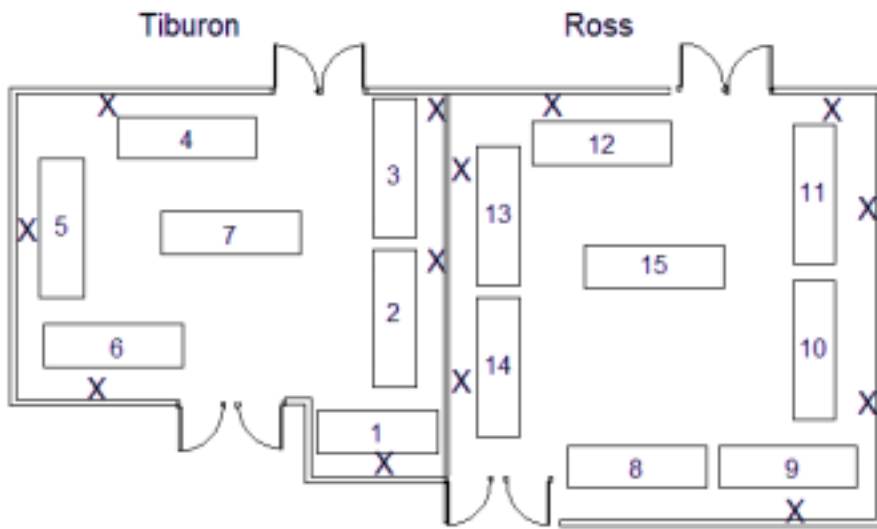 Tiburon Ross
X X X X
4 12 11
3
X 13 X
5 7
X X
15
2
6 14 10
X X X
1
X 8 9
X